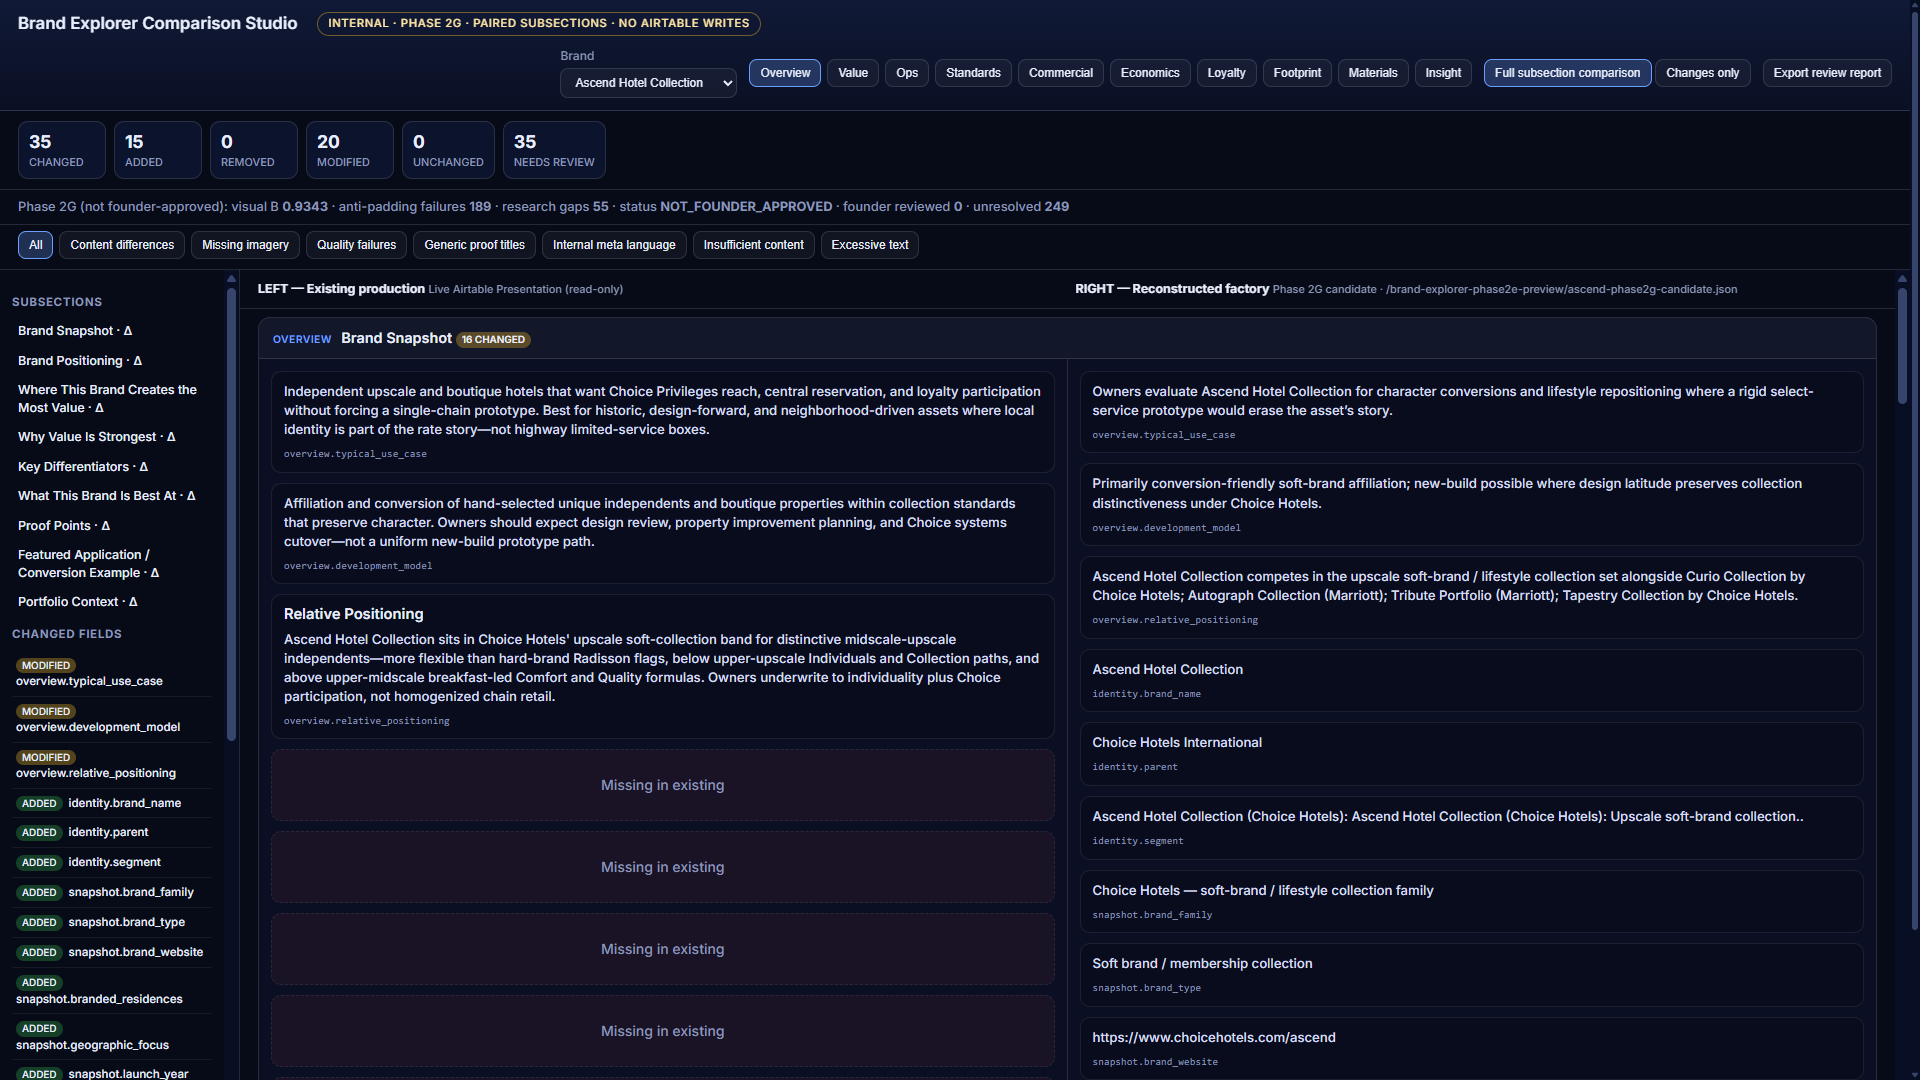 Brand Explorer Comparison Studio
INTERNAL · PHASE 2G · PAIRED SUBSECTIONS · NO AIRTABLE WRITES
Brand
Ascend Hotel Collection
Overview
Value
Ops
Standards
Commercial
Economics
Loyalty
Footprint
Materials
Insight
Full subsection comparison
Changes only
Export review report
35
CHANGED
15
ADDED
0
REMOVED
20
MODIFIED
0
UNCHANGED
35
NEEDS REVIEW
Phase 2G (not founder-approved): visual B 0.9343 · anti-padding failures 189 · research gaps 55 · status NOT_FOUNDER_APPROVED · founder reviewed 0 · unresolved 249
All
Content differences
Missing imagery
Quality failures
Generic proof titles
Internal meta language
Insufficient content
Excessive text
SUBSECTIONS
Brand Snapshot · Δ
Brand Positioning · Δ
Where This Brand Creates the
Most Value · Δ
Why Value Is Strongest · Δ
Key Differentiators · Δ
What This Brand Is Best At · Δ
Proof Points · Δ
Featured Application /
Conversion Example · Δ
Portfolio Context · Δ
CHANGED FIELDS
MODIFIED
overview.typical_use_case
MODIFIED
overview.development_model
MODIFIED
overview.relative_positioning
ADDED identity.brand_name
ADDED identity.parent
ADDED identity.segment
ADDED snapshot.brand_family
ADDED snapshot.brand_type
ADDED snapshot.brand_website
ADDED
snapshot.branded_residences
ADDED
snapshot.geographic_focus
ADDED snapshot.launch_year
LEFT — Existing production Live Airtable Presentation (read-only)
RIGHT — Reconstructed factory Phase 2G candidate · /brand-explorer-phase2e-preview/ascend-phase2g-candidate.json
OVERVIEW Brand Snapshot 16 CHANGED
Independent upscale and boutique hotels that want Choice Privileges reach, central reservation, and loyalty participation
without forcing a single-chain prototype. Best for historic, design-forward, and neighborhood-driven assets where local
identity is part of the rate story—not highway limited-service boxes.
overview.typical_use_case
Affiliation and conversion of hand-selected unique independents and boutique properties within collection standards
that preserve character. Owners should expect design review, property improvement planning, and Choice systems
cutover—not a uniform new-build prototype path.
overview.development_model
Relative Positioning
Ascend Hotel Collection sits in Choice Hotels' upscale soft-collection band for distinctive midscale-upscale
independents—more flexible than hard-brand Radisson flags, below upper-upscale Individuals and Collection paths, and
above upper-midscale breakfast-led Comfort and Quality formulas. Owners underwrite to individuality plus Choice
participation, not homogenized chain retail.
overview.relative_positioning
Missing in existing
Missing in existing
Missing in existing
Missing in existing
Owners evaluate Ascend Hotel Collection for character conversions and lifestyle repositioning where a rigid select-
service prototype would erase the asset's story.
overview.typical_use_case
Primarily conversion-friendly soft-brand affiliation; new-build possible where design latitude preserves collection
distinctiveness under Choice Hotels.
overview.development_model
Ascend Hotel Collection competes in the upscale soft-brand / lifestyle collection set alongside Curio Collection by
Choice Hotels; Autograph Collection (Marriott); Tribute Portfolio (Marriott); Tapestry Collection by Choice Hotels.
overview.relative_positioning
Ascend Hotel Collection
identity.brand_name
Choice Hotels International
identity.parent
Ascend Hotel Collection (Choice Hotels): Ascend Hotel Collection (Choice Hotels): Upscale soft-brand collection..
identity.segment
Choice Hotels — soft-brand / lifestyle collection family
snapshot.brand_family
Soft brand / membership collection
snapshot.brand_type
https://www.choicehotels.com/ascend
snapshot.brand_website